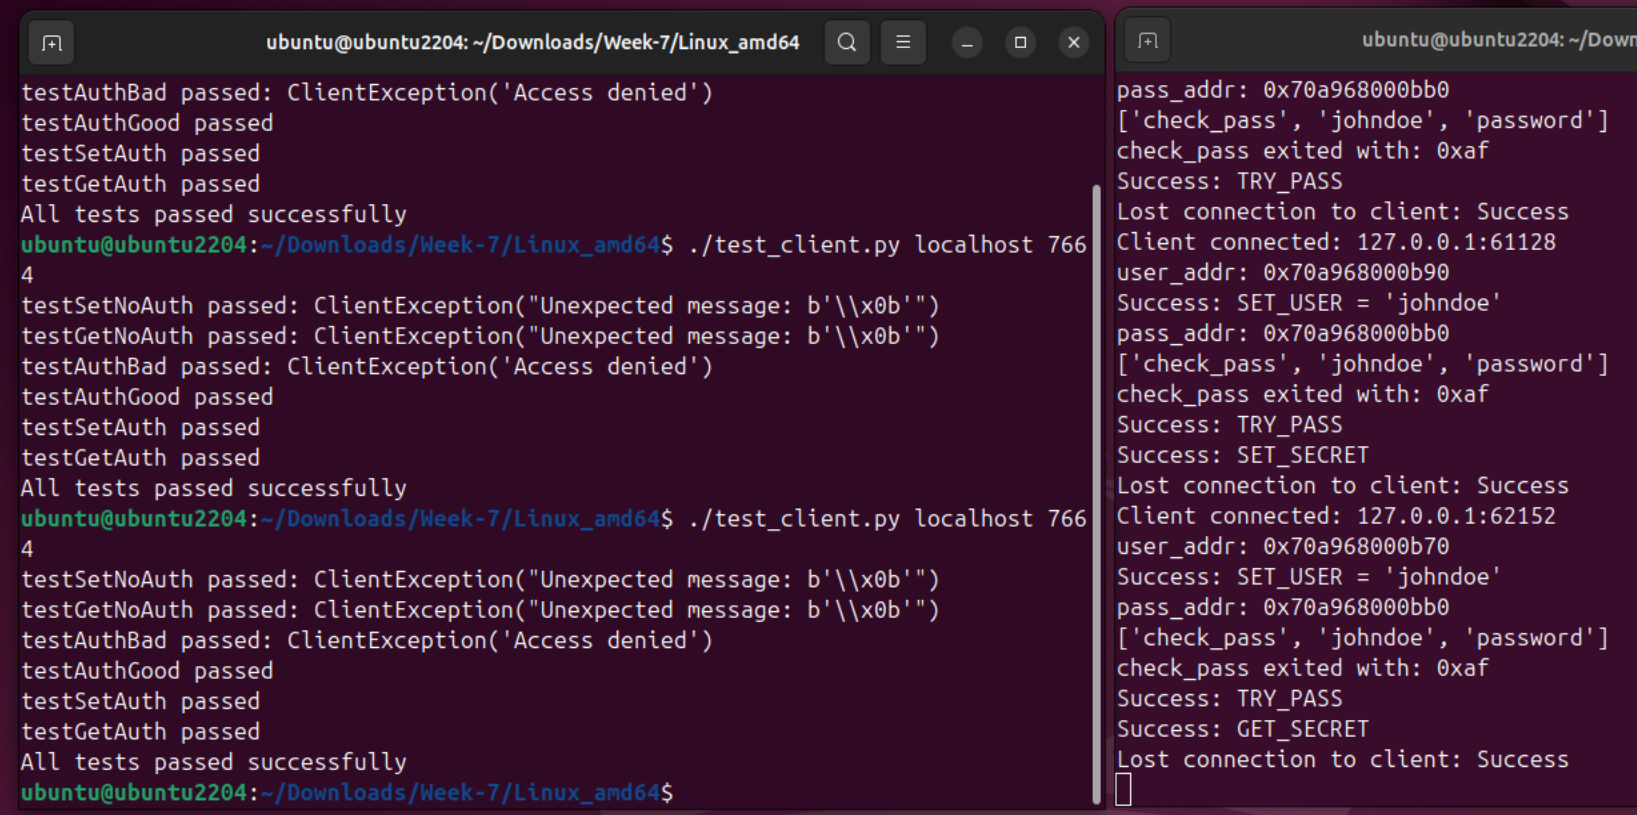 ubuntu@ubuntu2204: ~/Downloads/Week-7/Linux_amd64
testAuthBad passed: ClientException('Access denied')
testAuthGood passed
testSetAuth passed
testGetAuth passed
All tests passed successfully
ubuntu@ubuntu2204:~/Downloads/Week-7/Linux_amd64$ ./test_client.py localhost 766
4
testSetNoAuth passed: ClientException("Unexpected message: b'\\x0b'")
testGetNoAuth passed: ClientException("Unexpected message: b'\\x0b'")
testAuthBad passed: ClientException('Access denied')
testAuthGood passed
testSetAuth passed
testGetAuth passed
All tests passed successfully
ubuntu@ubuntu2204:~/Downloads/Week-7/Linux_amd64$ ./test_client.py localhost 766
4
testSetNoAuth passed: ClientException("Unexpected message: b'\\x0b'")
testGetNoAuth passed: ClientException("Unexpected message: b'\\x0b'")
testAuthBad passed: ClientException('Access denied')
testAuthGood passed
testSetAuth passed
testGetAuth passed
All tests passed successfully
ubuntu@ubuntu2204:~/Downloads/Week-7/Linux_amd64$
ubuntu@ubuntu2204: ~/Down
pass_addr: 0x70a968000bb0
['check_pass', 'johndoe', 'password']
check_pass exited with: 0xaf
Success: TRY_PASS
Lost connection to client: Success
Client connected: 127.0.0.1:61128
user_addr: 0x70a968000b90
Success: SET_USER = 'johndoe'
pass_addr: 0x70a968000bb0
['check_pass', 'johndoe', 'password']
check_pass exited with: 0xaf
Success: TRY_PASS
Success: SET_SECRET
Lost connection to client: Success
Client connected: 127.0.0.1:62152
user_addr: 0x70a968000b70
Success: SET_USER = 'johndoe'
pass_addr: 0x70a968000bb0
['check_pass', 'johndoe', 'password']
check_pass exited with: 0xaf
Success: TRY_PASS
Success: GET_SECRET
Lost connection to client: Success